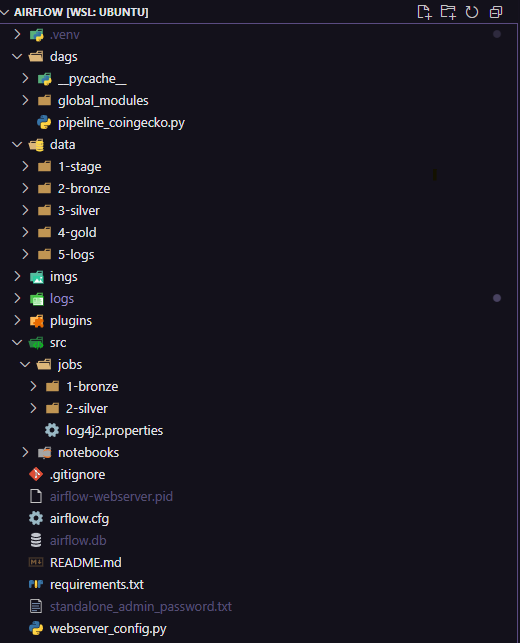 AIRFLOW [WSL: UBUNTU]
.venv
dags
__pycache__
global_modules
pipeline_coingecko.py
data
1-stage
2-bronze
3-silver
4-gold
5-logs
imgs
logs
plugins
src
jobs
1-bronze
2-silver
log4j2.properties
notebooks
.gitignore
airflow-webserver.pid
airflow.cfg
airflow.db
README.md
requirements.txt
standalone_admin_password.txt
webserver_config.py